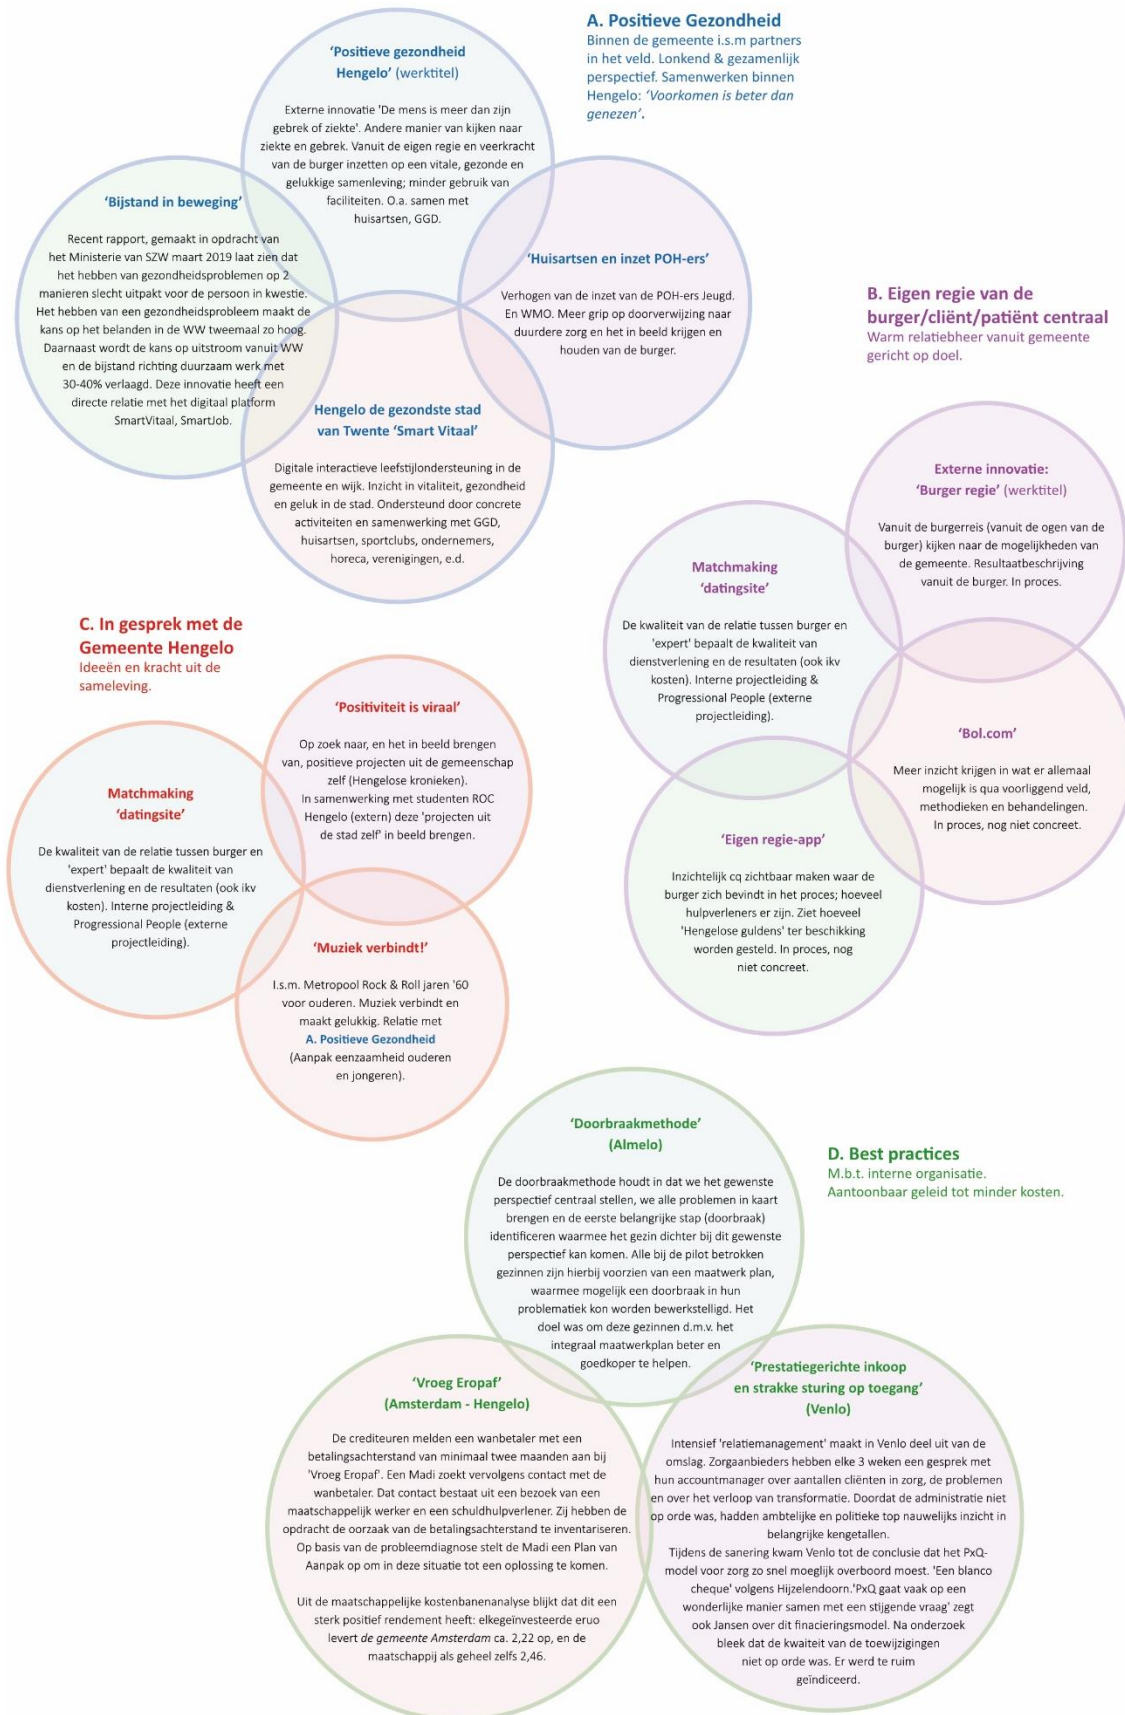 A. Positieve Gezondheid
Binnen de gemeente i.s.m partners
in het veld. Lonkend & gezamenlijk
perspectief. Samenwerken binnen
Hengelo: ‘Voorkomen is beter dan
genezen’.
‘Positieve gezondheid
Hengelo’ (werktitel)
Externe innovatie 'De mens is meer dan zijn
gebrek of ziekte'. Andere manier van kijken naar
ziekte en gebrek. Vanuit de eigen regie en veerkracht
van de burger inzetten op een vitale, gezonde en
gelukkige samenleving; minder gebruik van
faciliteiten. O.a. samen met
huisartsen, GGD.
‘Bijstand in beweging’
Recent rapport, gemaakt in opdracht van
het Ministerie van SZW maart 2019 laat zien dat
het hebben van gezondheidsproblemen op 2
manieren slecht uitpakt voor de persoon in kwestie.
Het hebben van een gezondheidsprobleem maakt de
kans op het belanden in de WW tweemaal zo hoog.
Daarnaast wordt de kans op uitstroom vanuit WW
en de bijstand richting duurzaam werk met
30-40% verlaagd. Deze innovatie heeft een
directe relatie met het digitaal platform
SmartVitaal, SmartJob.
‘Huisartsen en inzet POH-ers’
Verhogen van de inzet van de POH-ers Jeugd.
En WMO. Meer grip op doorverwijzing naar
duurdere zorg en het in beeld krijgen en
houden van de burger.
Hengelo de gezondste stad
van Twente ‘Smart Vitaal’
Digitale interactieve leefstijlondersteuning in de
gemeente en wijk. Inzicht in vitaliteit, gezondheid
en geluk in de stad. Ondersteund door concrete
activiteiten en samenwerking met GGD,
huisartsen, sportclubs, ondernemers,
horeca, verenigingen, e.d.
B. Eigen regie van de
burger/cliënt/patiënt centraal
Warm relatiebheer vanuit gemeente
gericht op doel.
Externe innovatie:
‘Burger regie’ (werktitel)
Vanuit de burgerreis (vanuit de ogen van de
burger) kijken naar de mogelijkheden van
de gemeente. Resultaatbeschrijving
vanuit de burger. In proces.
Matchmaking
‘datingsite’
De kwaliteit van de relatie tussen burger en
'expert' bepaalt de kwaliteit van
dienstverlening en de resultaten (ook ikv
kosten). Interne projectleiding &
Progressional People (externe
projectleiding).
‘Bol.com’
Meer inzicht krijgen in wat er allemaal
mogelijk is qua voorliggend veld,
methodieken en behandelingen.
In proces, nog niet concreet.
‘Eigen regie-app’
Inzichtelijk cq zichtbaar maken waar de
burger zich bevindt in het proces; hoeveel
hulpverleners er zijn. Ziet hoeveel
'Hengelose guldens' ter beschikking
worden gesteld. In proces, nog
niet concreet.
C. In gesprek met de
Gemeente Hengelo
Ideeën en kracht uit de
sameleving.
‘Positiviteit is viraal’
Op zoek naar, en het in beeld brengen
van, positieve projecten uit de gemeenschap
zelf (Hengelose kronieken).
In samenwerking met studenten ROC
Hengelo (extern) deze 'projecten uit
de stad zelf' in beeld brengen.
Matchmaking
‘datingsite’
De kwaliteit van de relatie tussen burger en
'expert' bepaalt de kwaliteit van
dienstverlening en de resultaten (ook ikv
kosten). Interne projectleiding &
Progressional People (externe
projectleiding).
‘Muziek verbindt!’
I.s.m. Metropool Rock & Roll jaren '60
voor ouderen. Muziek verbindt en
maakt gelukkig. Relatie met
A. Positieve Gezondheid
(Aanpak eenzaamheid ouderen
en jongeren).
D. Best practices
M.b.t. interne organisatie.
Aantoonbaar geleid tot minder kosten.
‘Doorbraakmethode’
(Almelo)
De doorbraakmethode houdt in dat we het gewenste
perspectief centraal stellen, we alle problemen in kaart
brengen en de eerste belangrijke stap (doorbraak)
identificeren waarmee het gezin dichter bij dit gewenste
perspectief kan komen. Alle bij de pilot betrokken
gezinnen zijn hierbij voorzien van een maatwerk plan,
waarmee mogelijk een doorbraak in hun
problematiek kon worden bewerkstelligd. Het
doel was om deze gezinnen d.m.v. het
integraal maatwerkplan beter en
goedkoper te helpen.
‘Vroeg Eropaf’
(Amsterdam - Hengelo)
De crediteuren melden een wanbetaler met een
betalingsachterstand van minimaal twee maanden aan bij
'Vroeg Eropaf'. Een Madi zoekt vervolgens contact met de
wanbetaler. Dat contact bestaat uit een bezoek van een
maatschappelijk werker en een schuldhulpverlener. Zij hebben de
opdracht de oorzaak van de betalingsachterstand te inventariseren.
Op basis van de probleemdiagnose stelt de Madi een Plan van
Aanpak op om in deze situatie tot een oplossing te komen.
Uit de maatschappelijke kostenbanenanalyse blijkt dat dit een
sterk positief rendement heeft: elkegeïnvesteerde eruo
levert de gemeente Amsterdam ca. 2,22 op, en de
maatschappij als geheel zelfs 2,46.
‘Prestatiegerichte inkoop
en strakke sturing op toegang’
(Venlo)
Intensief 'relatiemanagement' maakt in Venlo deel uit van de
omslag. Zorgaanbieders hebben elke 3 weken een gesprek met
hun accountmanager over aantallen cliënten in zorg, de problemen
en over het verloop van transformatie. Doordat de administratie niet
op orde was, hadden ambtelijke en politieke top nauwelijks inzicht in
belangrijke kengetallen.
Tijdens de sanering kwam Venlo tot de conclusie dat het PxQ-
model voor zorg zo snel moeglijk overboord moest. 'Een blanco
cheque' volgens Hijzelendoorn.'PxQ gaat vaak op een
wonderlijke manier samen met een stijgende vraag' zegt
ook Jansen over dit finacieringsmodel. Na onderzoek
bleek dat de kwaiteit van de toewijzigingen
niet op orde was. Er werd te ruim
geïndiceerd.